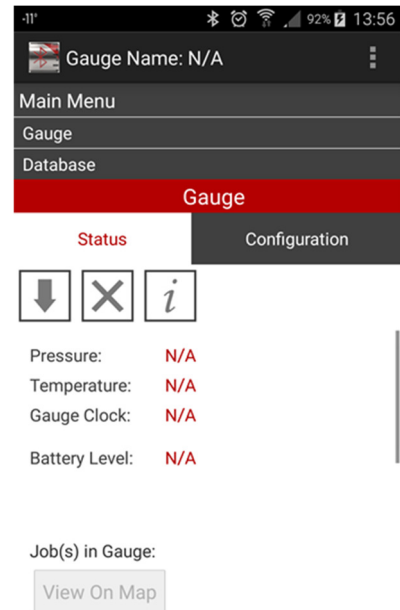 -11° 92% 13:56
Gauge Name: N/A
Main Menu
Gauge
Database
Gauge
Status Configuration
i
Pressure: N/A
Temperature: N/A
Gauge Clock: N/A
Battery Level: N/A
Job(s) in Gauge:
View On Map